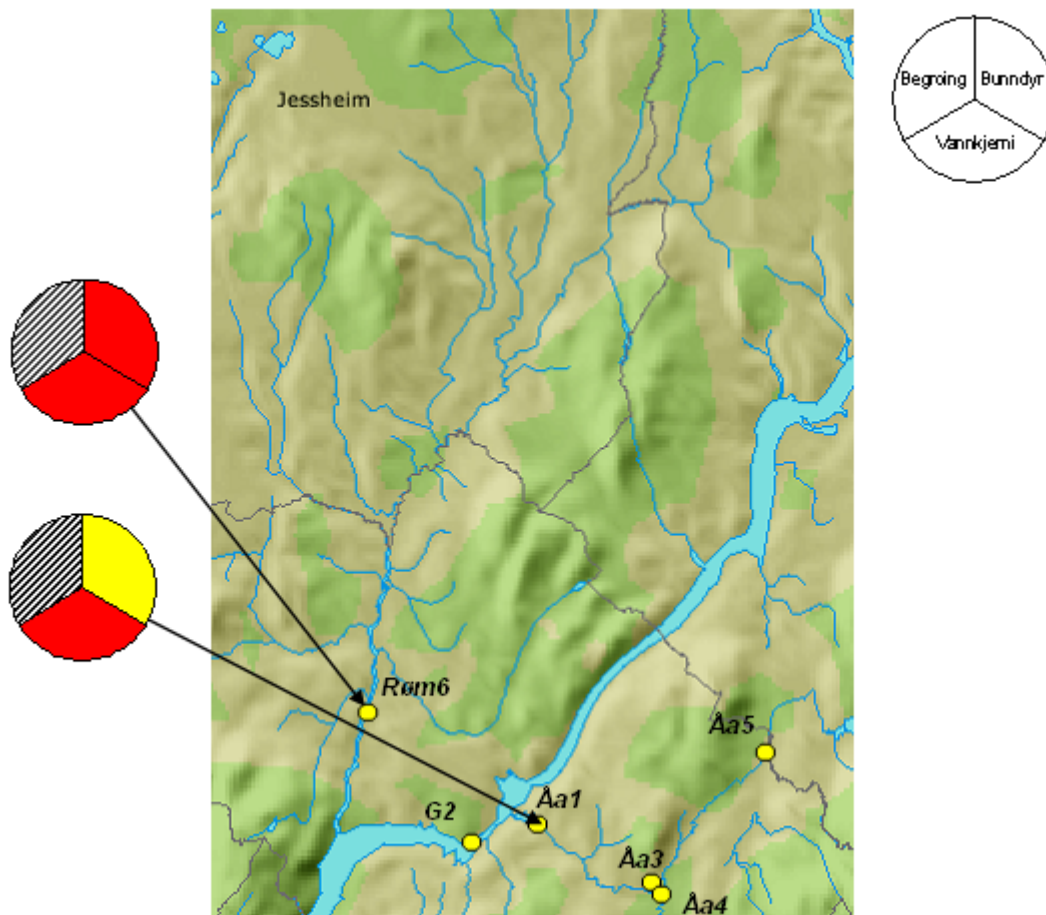 Jessheim
Begroing
Bunndyr
Vannkjemi
Røm6
Åa5
Åa1
G2
Åa3
Åa4